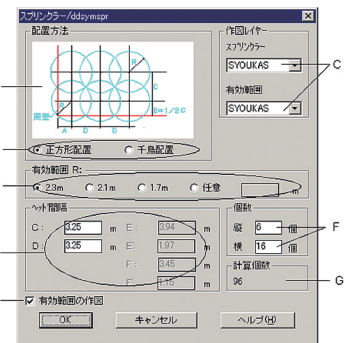 スプリンクラー/ddsymspr
配置方法
R
C
R
B=1/2C
周壁
A D D
正方形配置 千鳥配置
作図レイヤー
スプリンクラー
SYOUKAS
有効範囲
SYOUKAS
C
有効範囲 R:
2.3m 2.1m 1.7m 任意 m
ヘッド間隔
C: 3.25 m E: 3.94 m
D: 3.25 m E': 1.97 m
F: 3.45 m
F': 1.15 m
個数
縦 6 個
横 16 個
F
計算個数
96
G
有効範囲の作図
OK キャンセル ヘルプ(H)